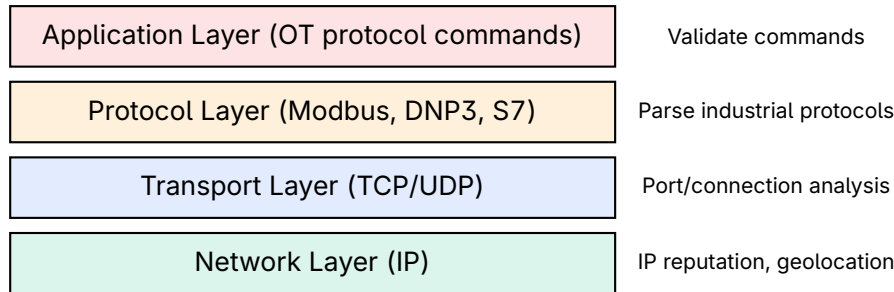 Application Layer (OT protocol commands)
Validate commands
Protocol Layer (Modbus, DNP3, S7)
Parse industrial protocols
Transport Layer (TCP/UDP)
Port/connection analysis
Network Layer (IP)
IP reputation, geolocation